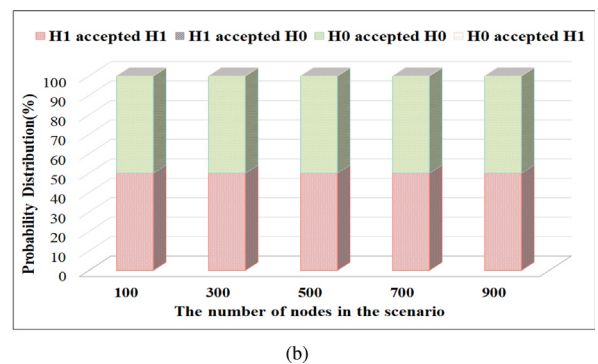 H1 accepted H1 H1 accepted H0 H0 accepted H0 H0 accepted H1
Probability Distribution(%)
100
90
80
70
60
50
40
30
20
10
0
100 300 500 700 900
The number of nodes in the scenario
(b)